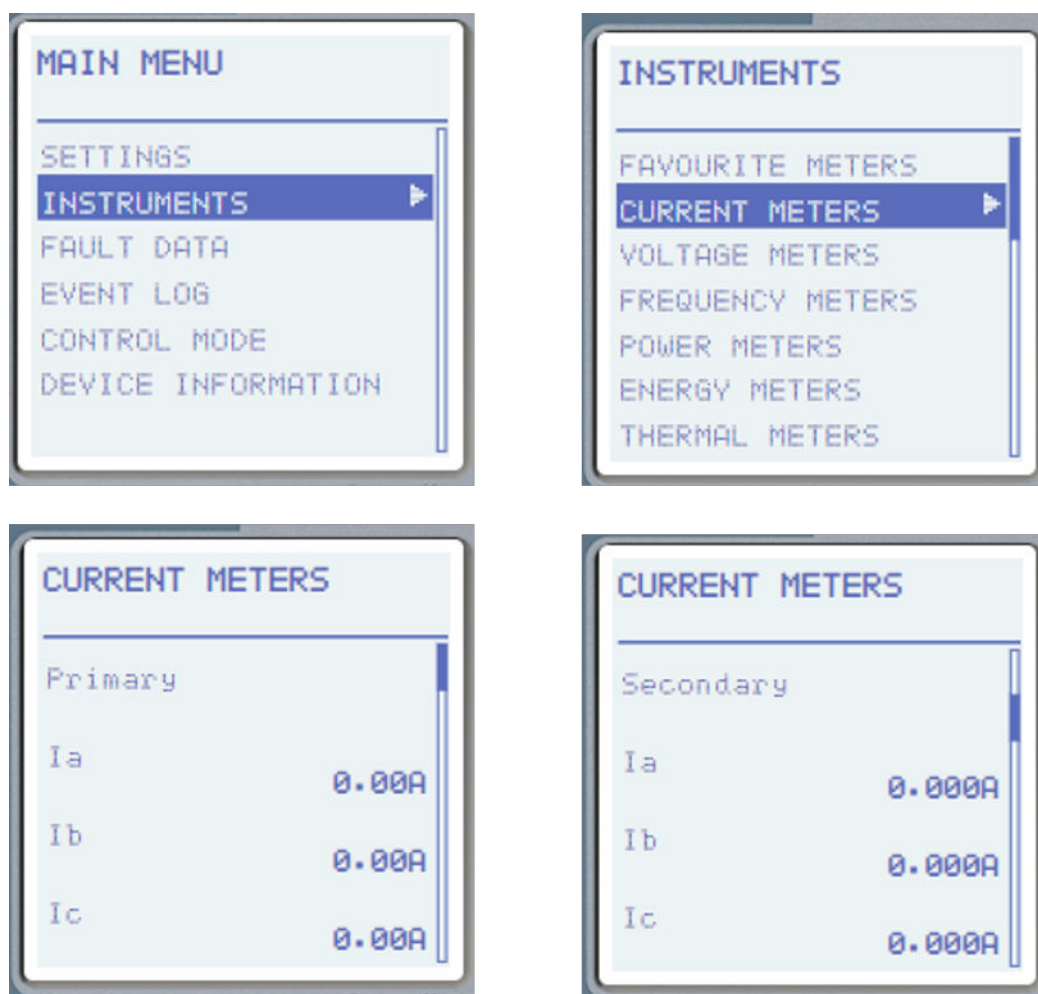 MAIN MENU
SETTINGS
INSTRUMENTS
FAULT DATA
EVENT LOG
CONTROL MODE
DEVICE INFORMATION
INSTRUMENTS
FAVOURITE METERS
CURRENT METERS
VOLTAGE METERS
FREQUENCY METERS
POWER METERS
ENERGY METERS
THERMAL METERS
CURRENT METERS
Primary
Ia
0.00A
Ib
0.00A
Ic
0.00A
CURRENT METERS
Secondary
Ia
0.000A
Ib
0.000A
Ic
0.000A